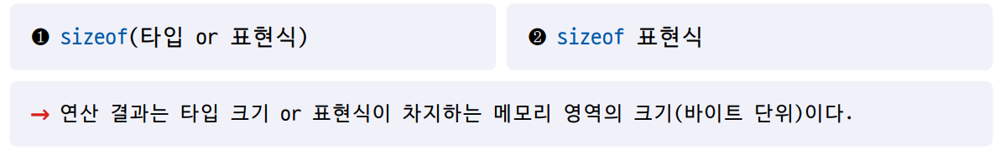 ❶ sizeof(타입 or 표현식)
❷ sizeof 표현식
→ 연산 결과는 타입 크기 or 표현식이 차지하는 메모리 영역의 크기(바이트 단위)이다.